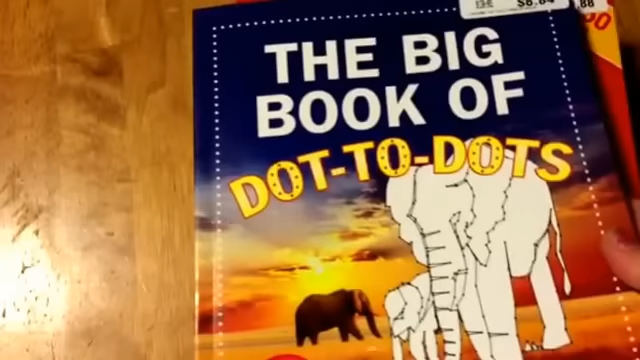 $8.84
.88
THE BIG
BOOK OF
DOT-TO-DOTS